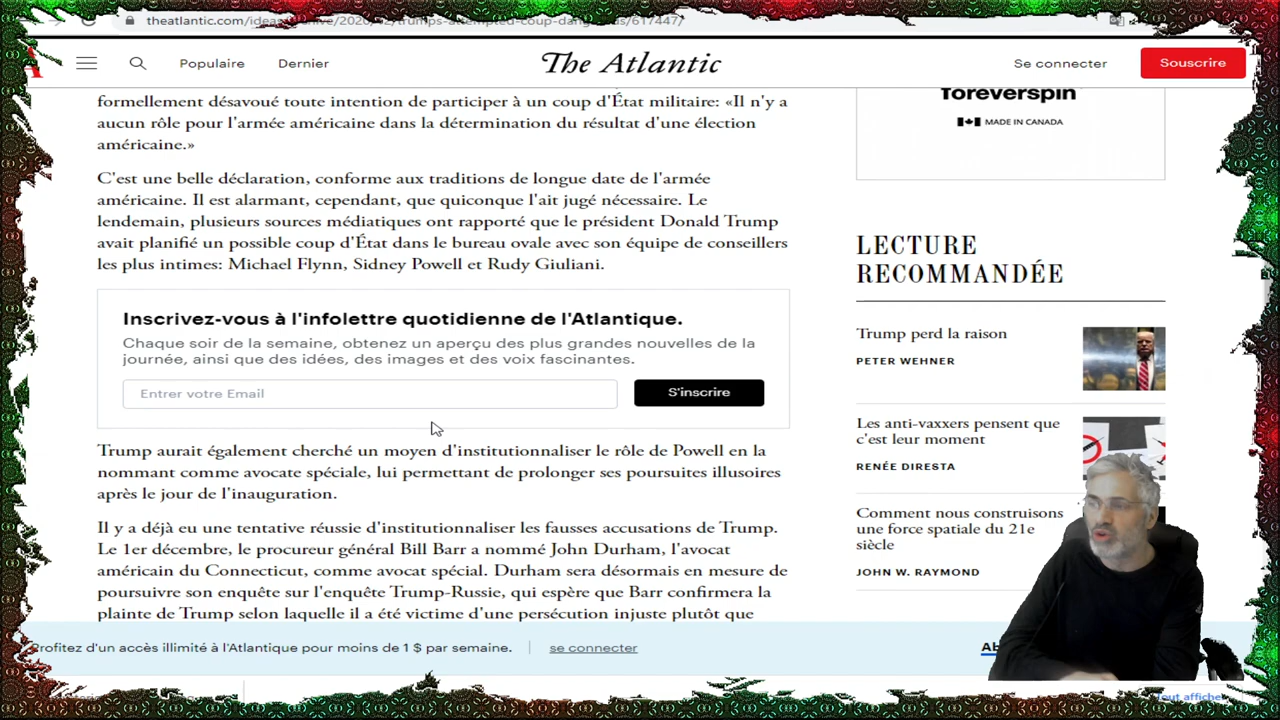 theatlantic.com/ideas
trumps-attempted-coup-dang
/617447/
Populaire
Dernier
The Atlantic
Se connecter
Souscrire
formellement désavoué toute intention de participer à un coup d'État militaire: «Il n'y a
aucun rôle pour l'armée américaine dans la détermination du résultat d'une élection
américaine.»
C'est une belle déclaration, conforme aux traditions de longue date de l'armée
américaine. Il est alarmant, cependant, que quiconque l'ait jugé nécessaire. Le
lendemain, plusieurs sources médiatiques ont rapporté que le président Donald Trump
avait planifié un possible coup d'État dans le bureau ovale avec son équipe de conseillers
les plus intimes: Michael Flynn, Sidney Powell et Rudy Giuliani.
Inscrivez-vous à l'infolettre quotidienne de l'Atlantique.
Chaque soir de la semaine, obtenez un aperçu des plus grandes nouvelles de la
journée, ainsi que des idées, des images et des voix fascinantes.
Entrer votre Email
S'inscrire
Trump aurait également cherché un moyen d'institutionnaliser le rôle de Powell en la
nommant comme avocate spéciale, lui permettant de prolonger ses poursuites illusoires
après le jour de l'inauguration.
Il y a déjà eu une tentative réussie d'institutionnaliser les fausses accusations de Trump.
Le 1er décembre, le procureur général Bill Barr a nommé John Durham, l'avocat
américain du Connecticut, comme avocat spécial. Durham sera désormais en mesure de
poursuivre son enquête sur l'enquête Trump-Russie, qui espère que Barr confirmera la
plainte de Trump selon laquelle il a été victime d'une persécution injuste plutôt que
foreverspin
MADE IN CANADA
LECTURE
RECOMMANDÉE
Trump perd la raison
PETER WEHNER
Les anti-vaxxers pensent que
c'est leur moment
RENÉE DIRESTA
Comment nous construisons
une force spatiale du 21e
siècle
JOHN W. RAYMOND
Profitez d'un accès illimité à l'Atlantique pour moins de 1 $ par semaine.
se connecter
Tout affiche